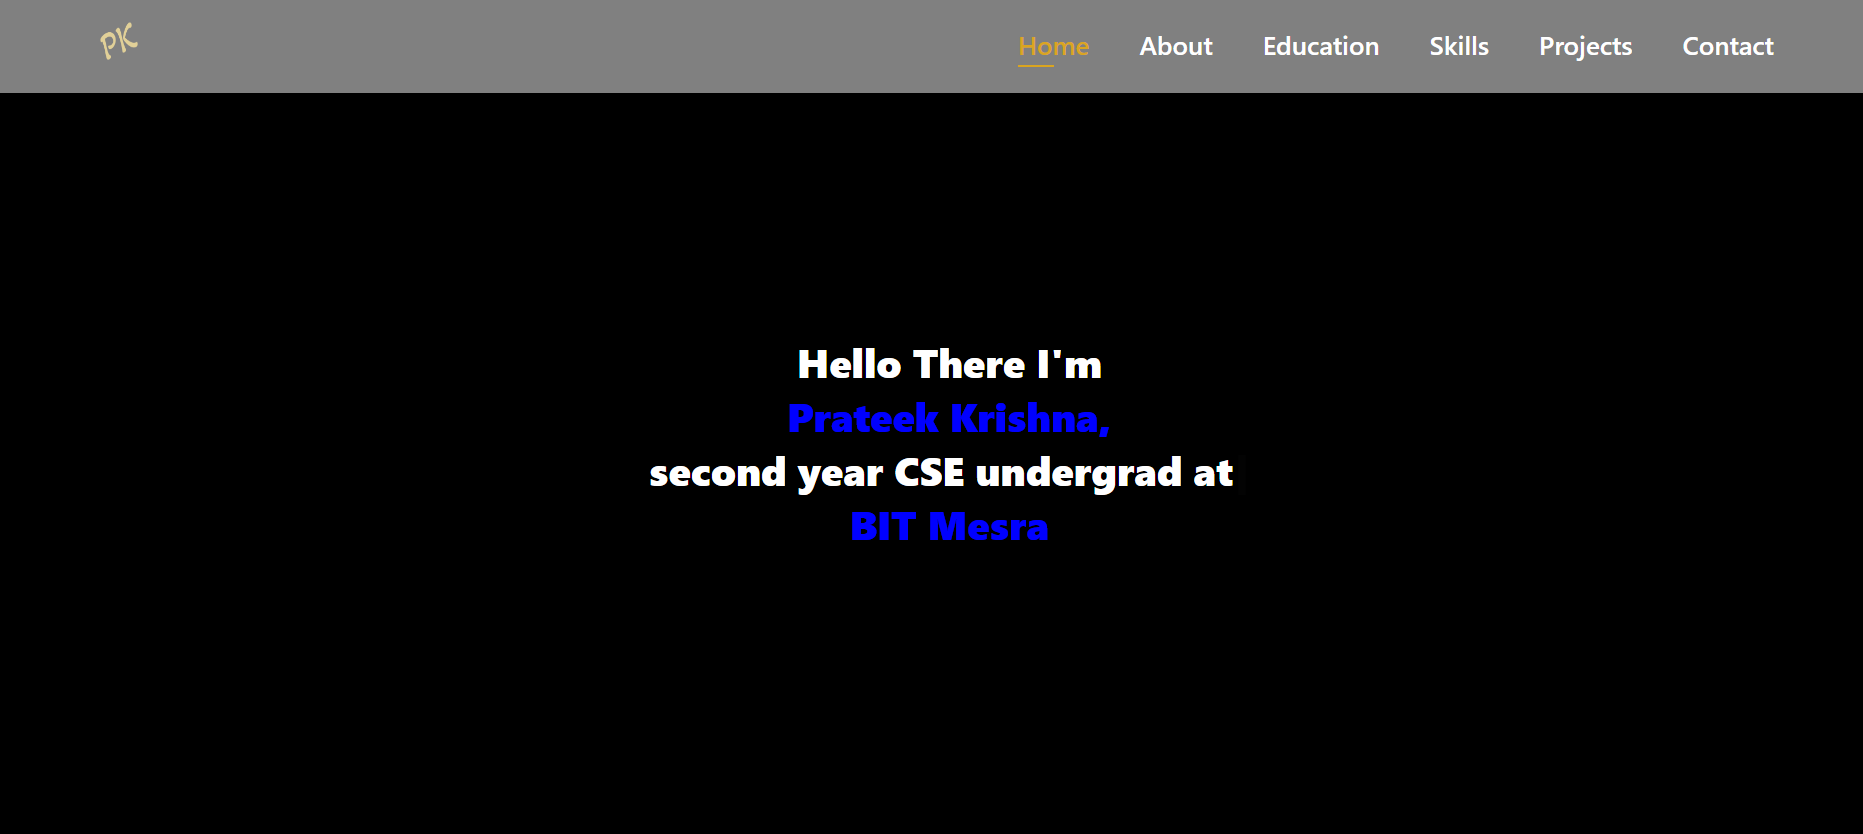 PK
Home About Education Skills Projects Contact
Hello There I'm
Prateek Krishna,
second year CSE undergrad at
BIT Mesra